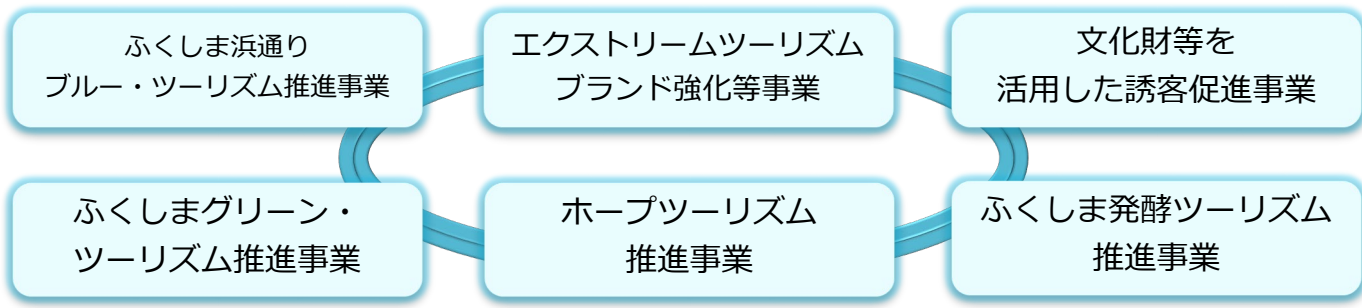 ふくしま浜通り
ブルー・ツーリズム推進事業
エクストリームツーリズム
ブランド強化等事業
文化財等を
活用した誘客促進事業
ふくしまグリーン・
ツーリズム推進事業
ホープツーリズム
推進事業
ふくしま発酵ツーリズム
推進事業